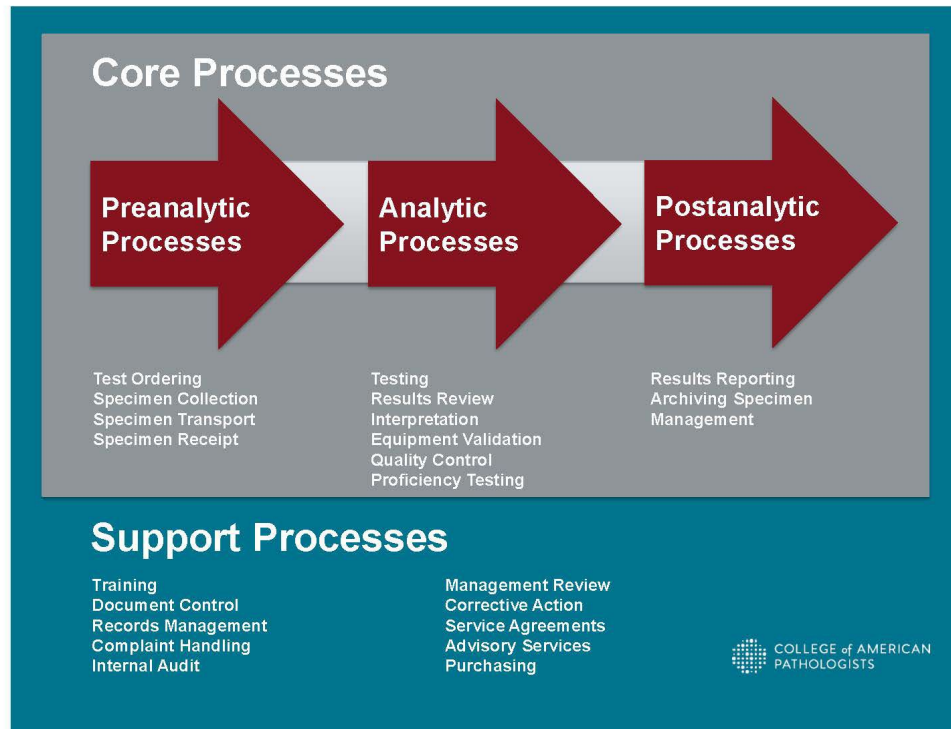 Core Processes
Preanalytic
Processes
Analytic
Processes
Postanalytic
Processes
Test Ordering
Specimen Collection
Specimen Transport
Specimen Receipt
Testing
Results Review
Interpretation
Equipment Validation
Quality Control
Proficiency Testing
Results Reporting
Archiving Specimen
Management
Support Processes
Training
Document Control
Records Management
Complaint Handling
Internal Audit
Management Review
Corrective Action
Service Agreements
Advisory Services
Purchasing
COLLEGE of AMERICAN
PATHOLOGISTS